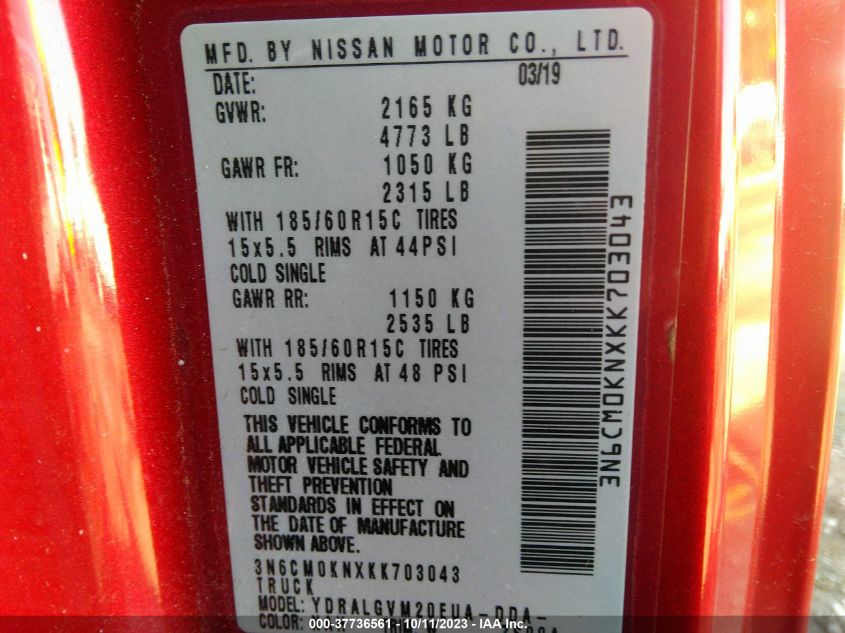 MFD. BY NISSAN MOTOR CO., LTD.
DATE: 03/19
GVWR: 2165 KG
4773 LB
GAWR FR: 1050 KG
2315 LB
WITH 185/60R15C TIRES
15x5.5 RIMS AT 44PSI
COLD SINGLE
GAWR RR: 1150 KG
2535 LB
WITH 185/60R15C TIRES
15x5.5 RIMS AT 48 PSI
COLD SINGLE
THIS VEHICLE CONFORMS TO
ALL APPLICABLE FEDERAL
MOTOR VEHICLE SAFETY AND
THEFT PREVENTION
STANDARDS IN EFFECT ON
THE DATE OF MANUFACTURE
SHOWN ABOVE.
3N6CM0KNXKK703043
TRUCK
MODEL: YDRALGVM20EUA-DDA-
COLOR:
3N6CM0KNXKK703043
000-37736561 - 10/11/2023 - IAA Inc.